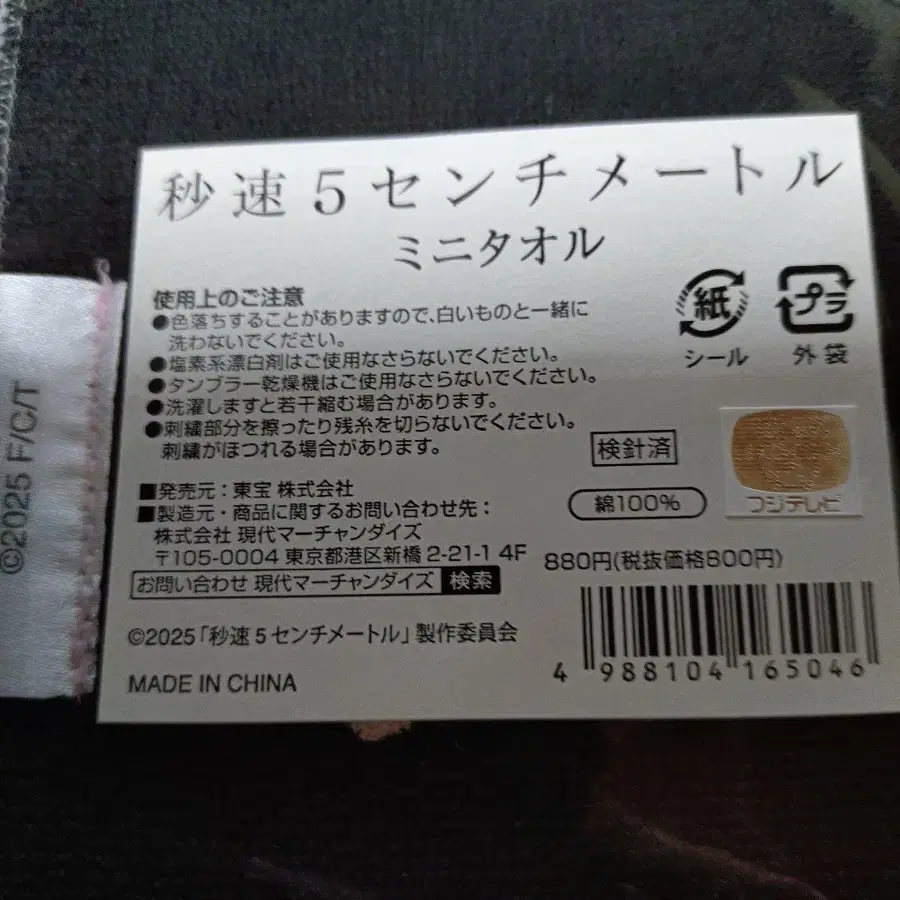 秒速5センチメートル
ミニタオル
使用上のご注意
●色落ちすることがありますので、白いものと一緒に
洗わないでください。
●塩素系漂白剤はご使用なさらないでください。
●タンブラー乾燥機はご使用なさらないでください。
●洗濯しますと若干縮む場合があります。
●刺繍部分を擦ったり残糸を切らないでください。
刺繍がほつれる場合があります。
紙
シール
プラ
外袋
検針済
綿100%
フジテレビ
■発売元:東宝 株式会社
■製造元・商品に関するお問い合わせ先:
株式会社 現代マーチャンダイズ
〒105-0004 東京都港区新橋 2-21-1 4F
お問い合わせ 現代マーチャンダイズ 検索
880円(税抜価格800円)
©2025「秒速5センチメートル」製作委員会
MADE IN CHINA
4 988104 165046
©2025 F/C/T